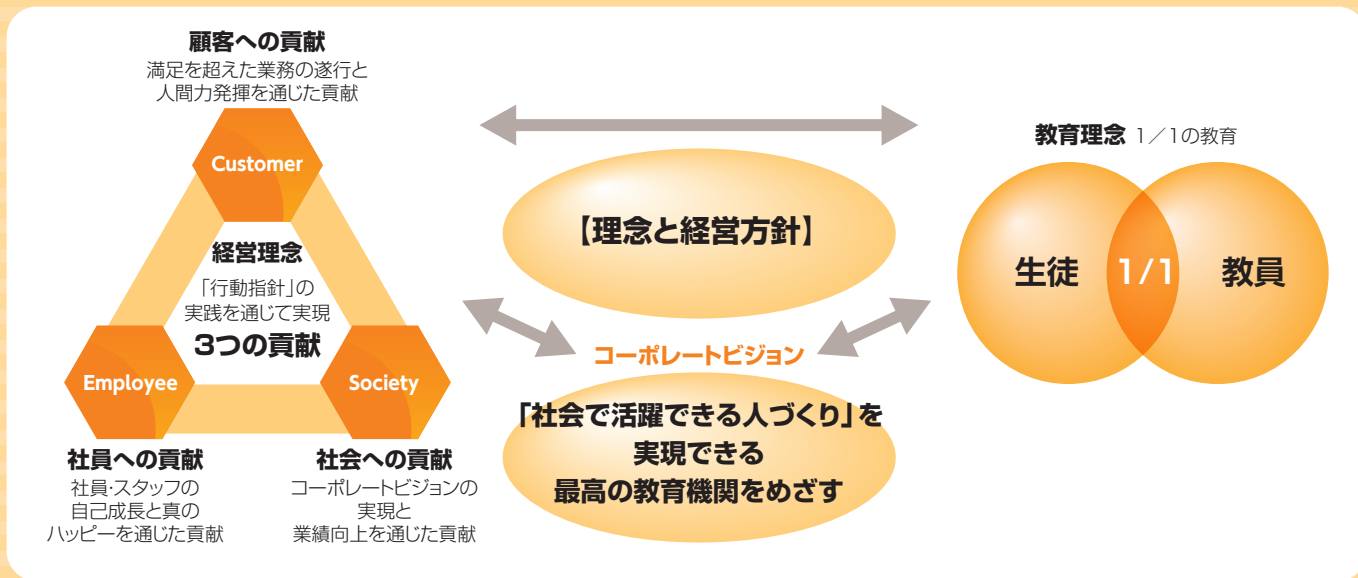 顧客への貢献
満足を超えた業務の遂行と
人間力発揮を通じた貢献
Customer
経営理念
「行動指針」の
実践を通じて実現
3つの貢献
Employee
Society
社員への貢献
社員・スタッフの
自己成長と真の
ハッピーを通じた貢献
社会への貢献
コーポレートビジョンの
実現と
業績向上を通じた貢献
【理念と経営方針】
コーポレートビジョン
「社会で活躍できる人づくり」を
実現できる
最高の教育機関をめざす
教育理念 1／1の教育
生徒 1/1 教員